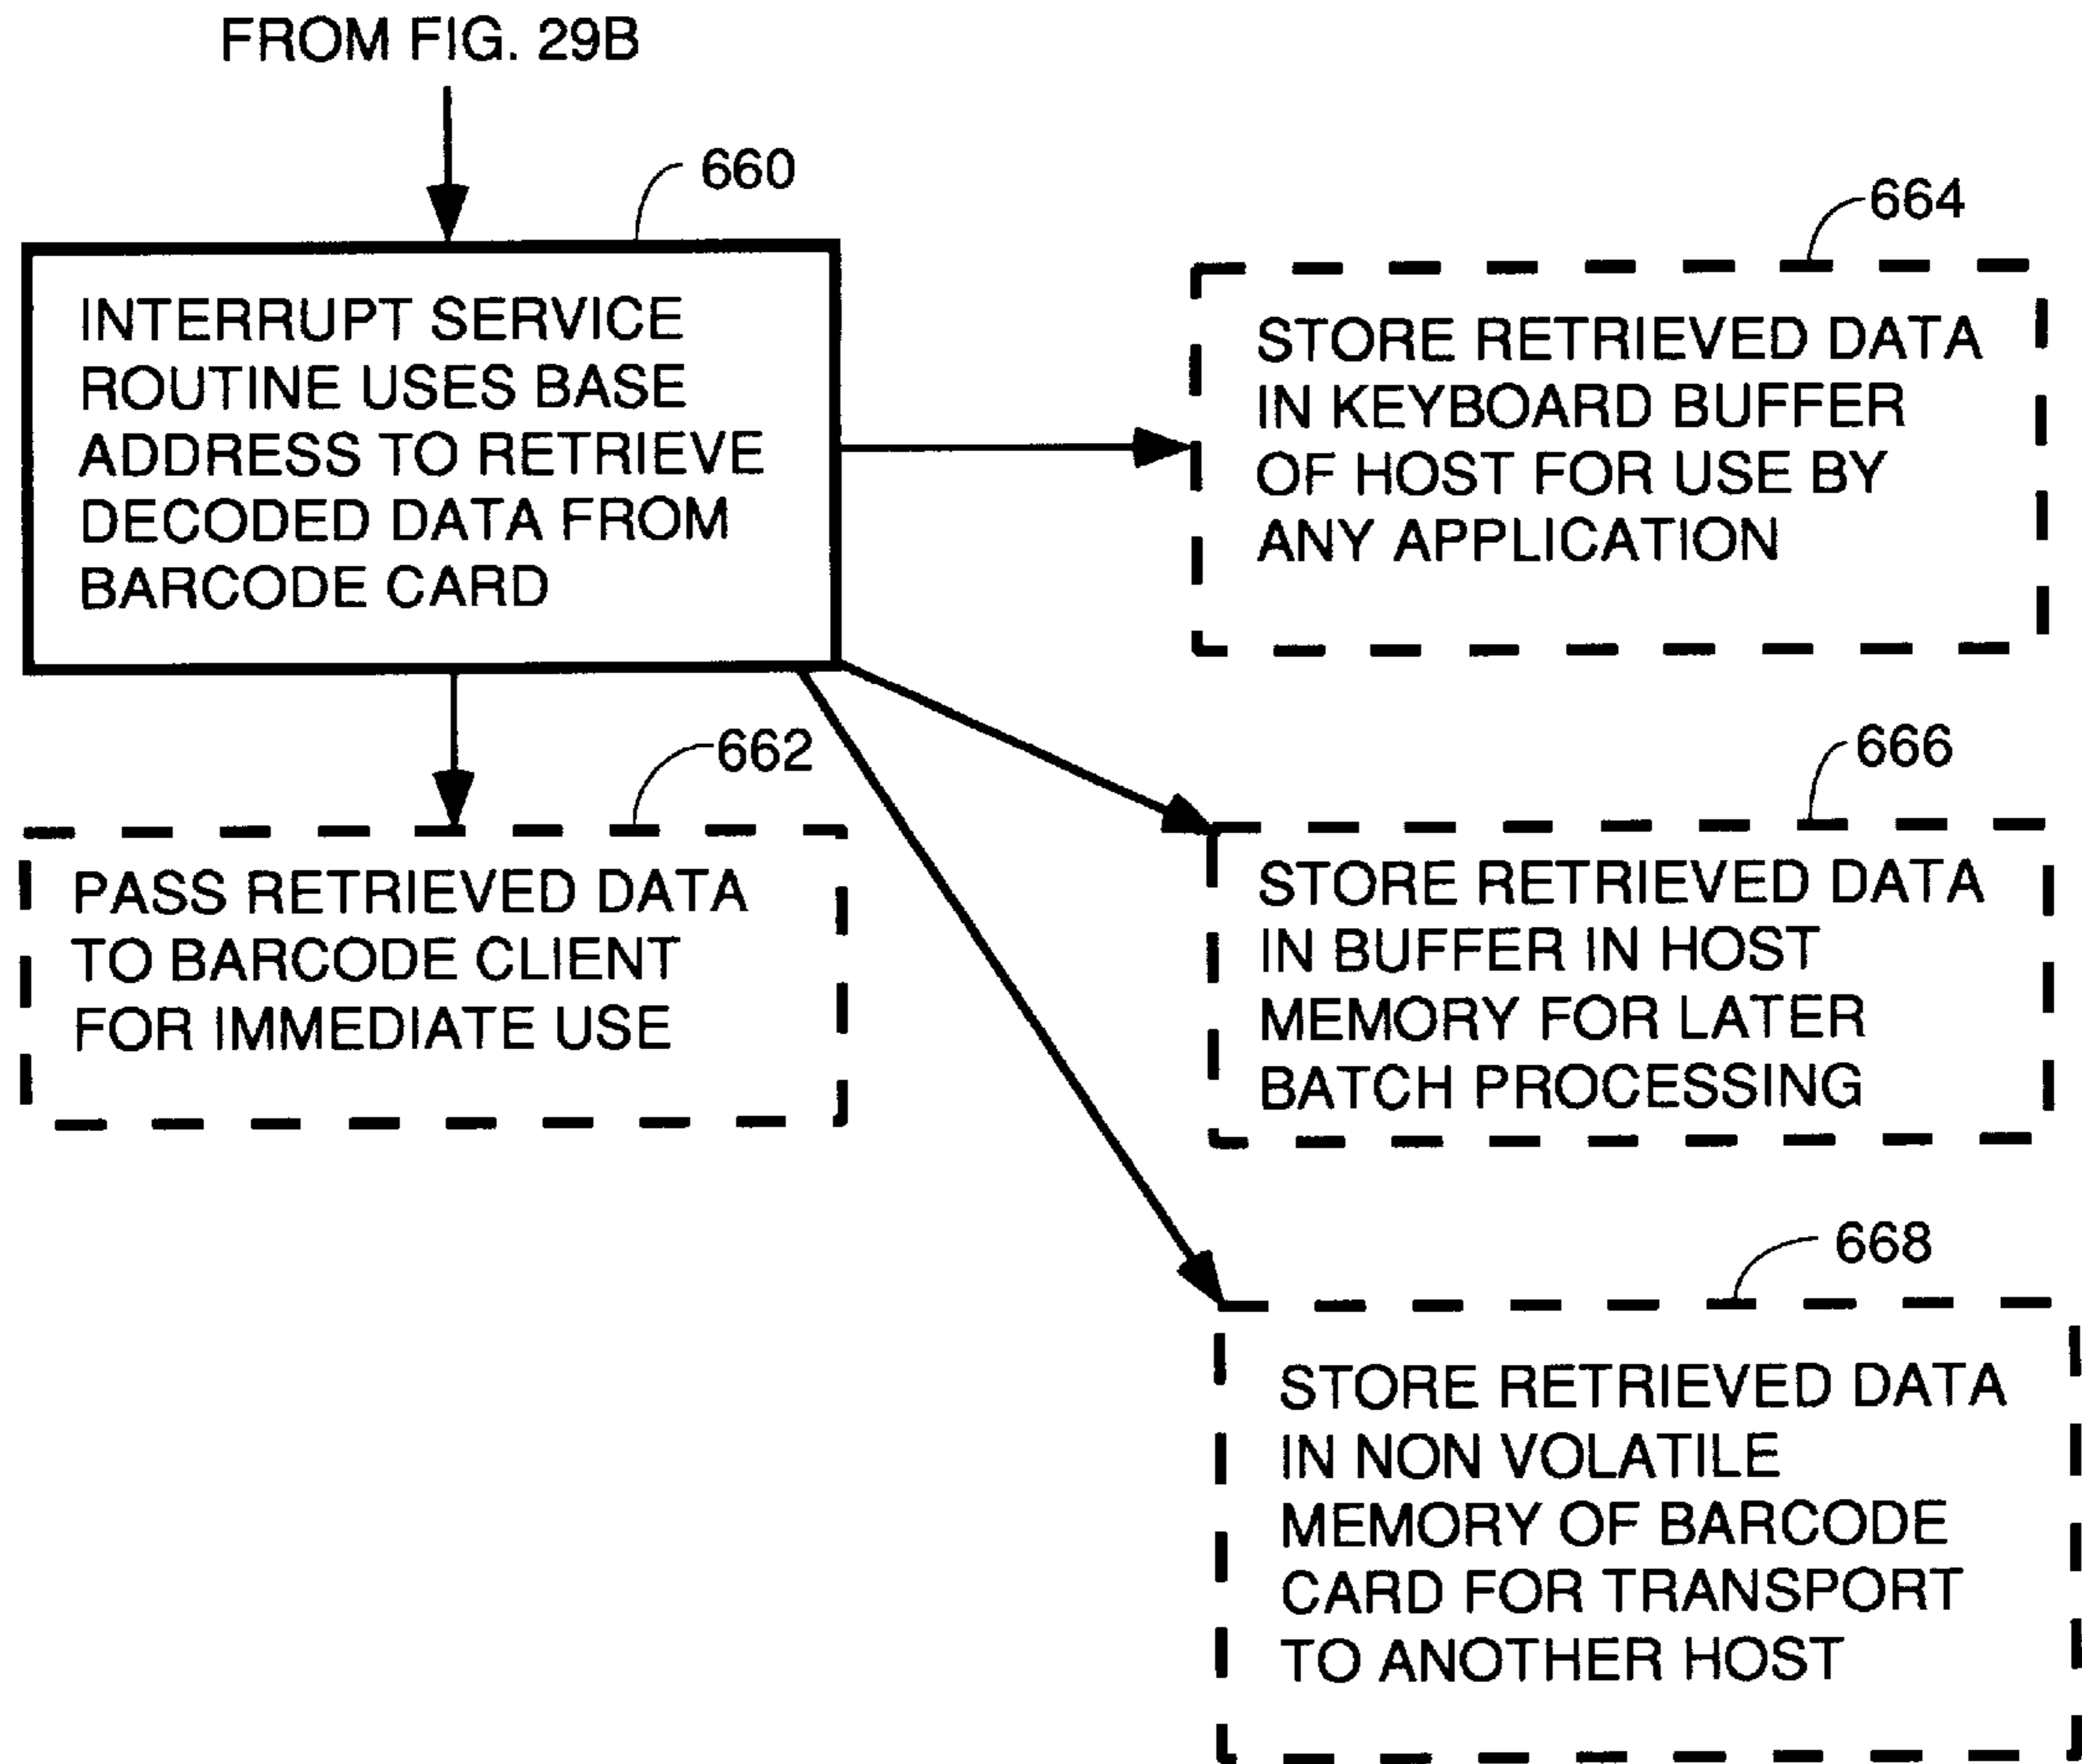 FROM FIG. 29B
660
INTERRUPT SERVICE
ROUTINE USES BASE
ADDRESS TO RETRIEVE
DECODED DATA FROM
BARCODE CARD
664
STORE RETRIEVED DATA
IN KEYBOARD BUFFER
OF HOST FOR USE BY
ANY APPLICATION
662
PASS RETRIEVED DATA
TO BARCODE CLIENT
FOR IMMEDIATE USE
666
STORE RETRIEVED DATA
IN BUFFER IN HOST
MEMORY FOR LATER
BATCH PROCESSING
668
STORE RETRIEVED DATA
IN NON VOLATILE
MEMORY OF BARCODE
CARD FOR TRANSPORT
TO ANOTHER HOST